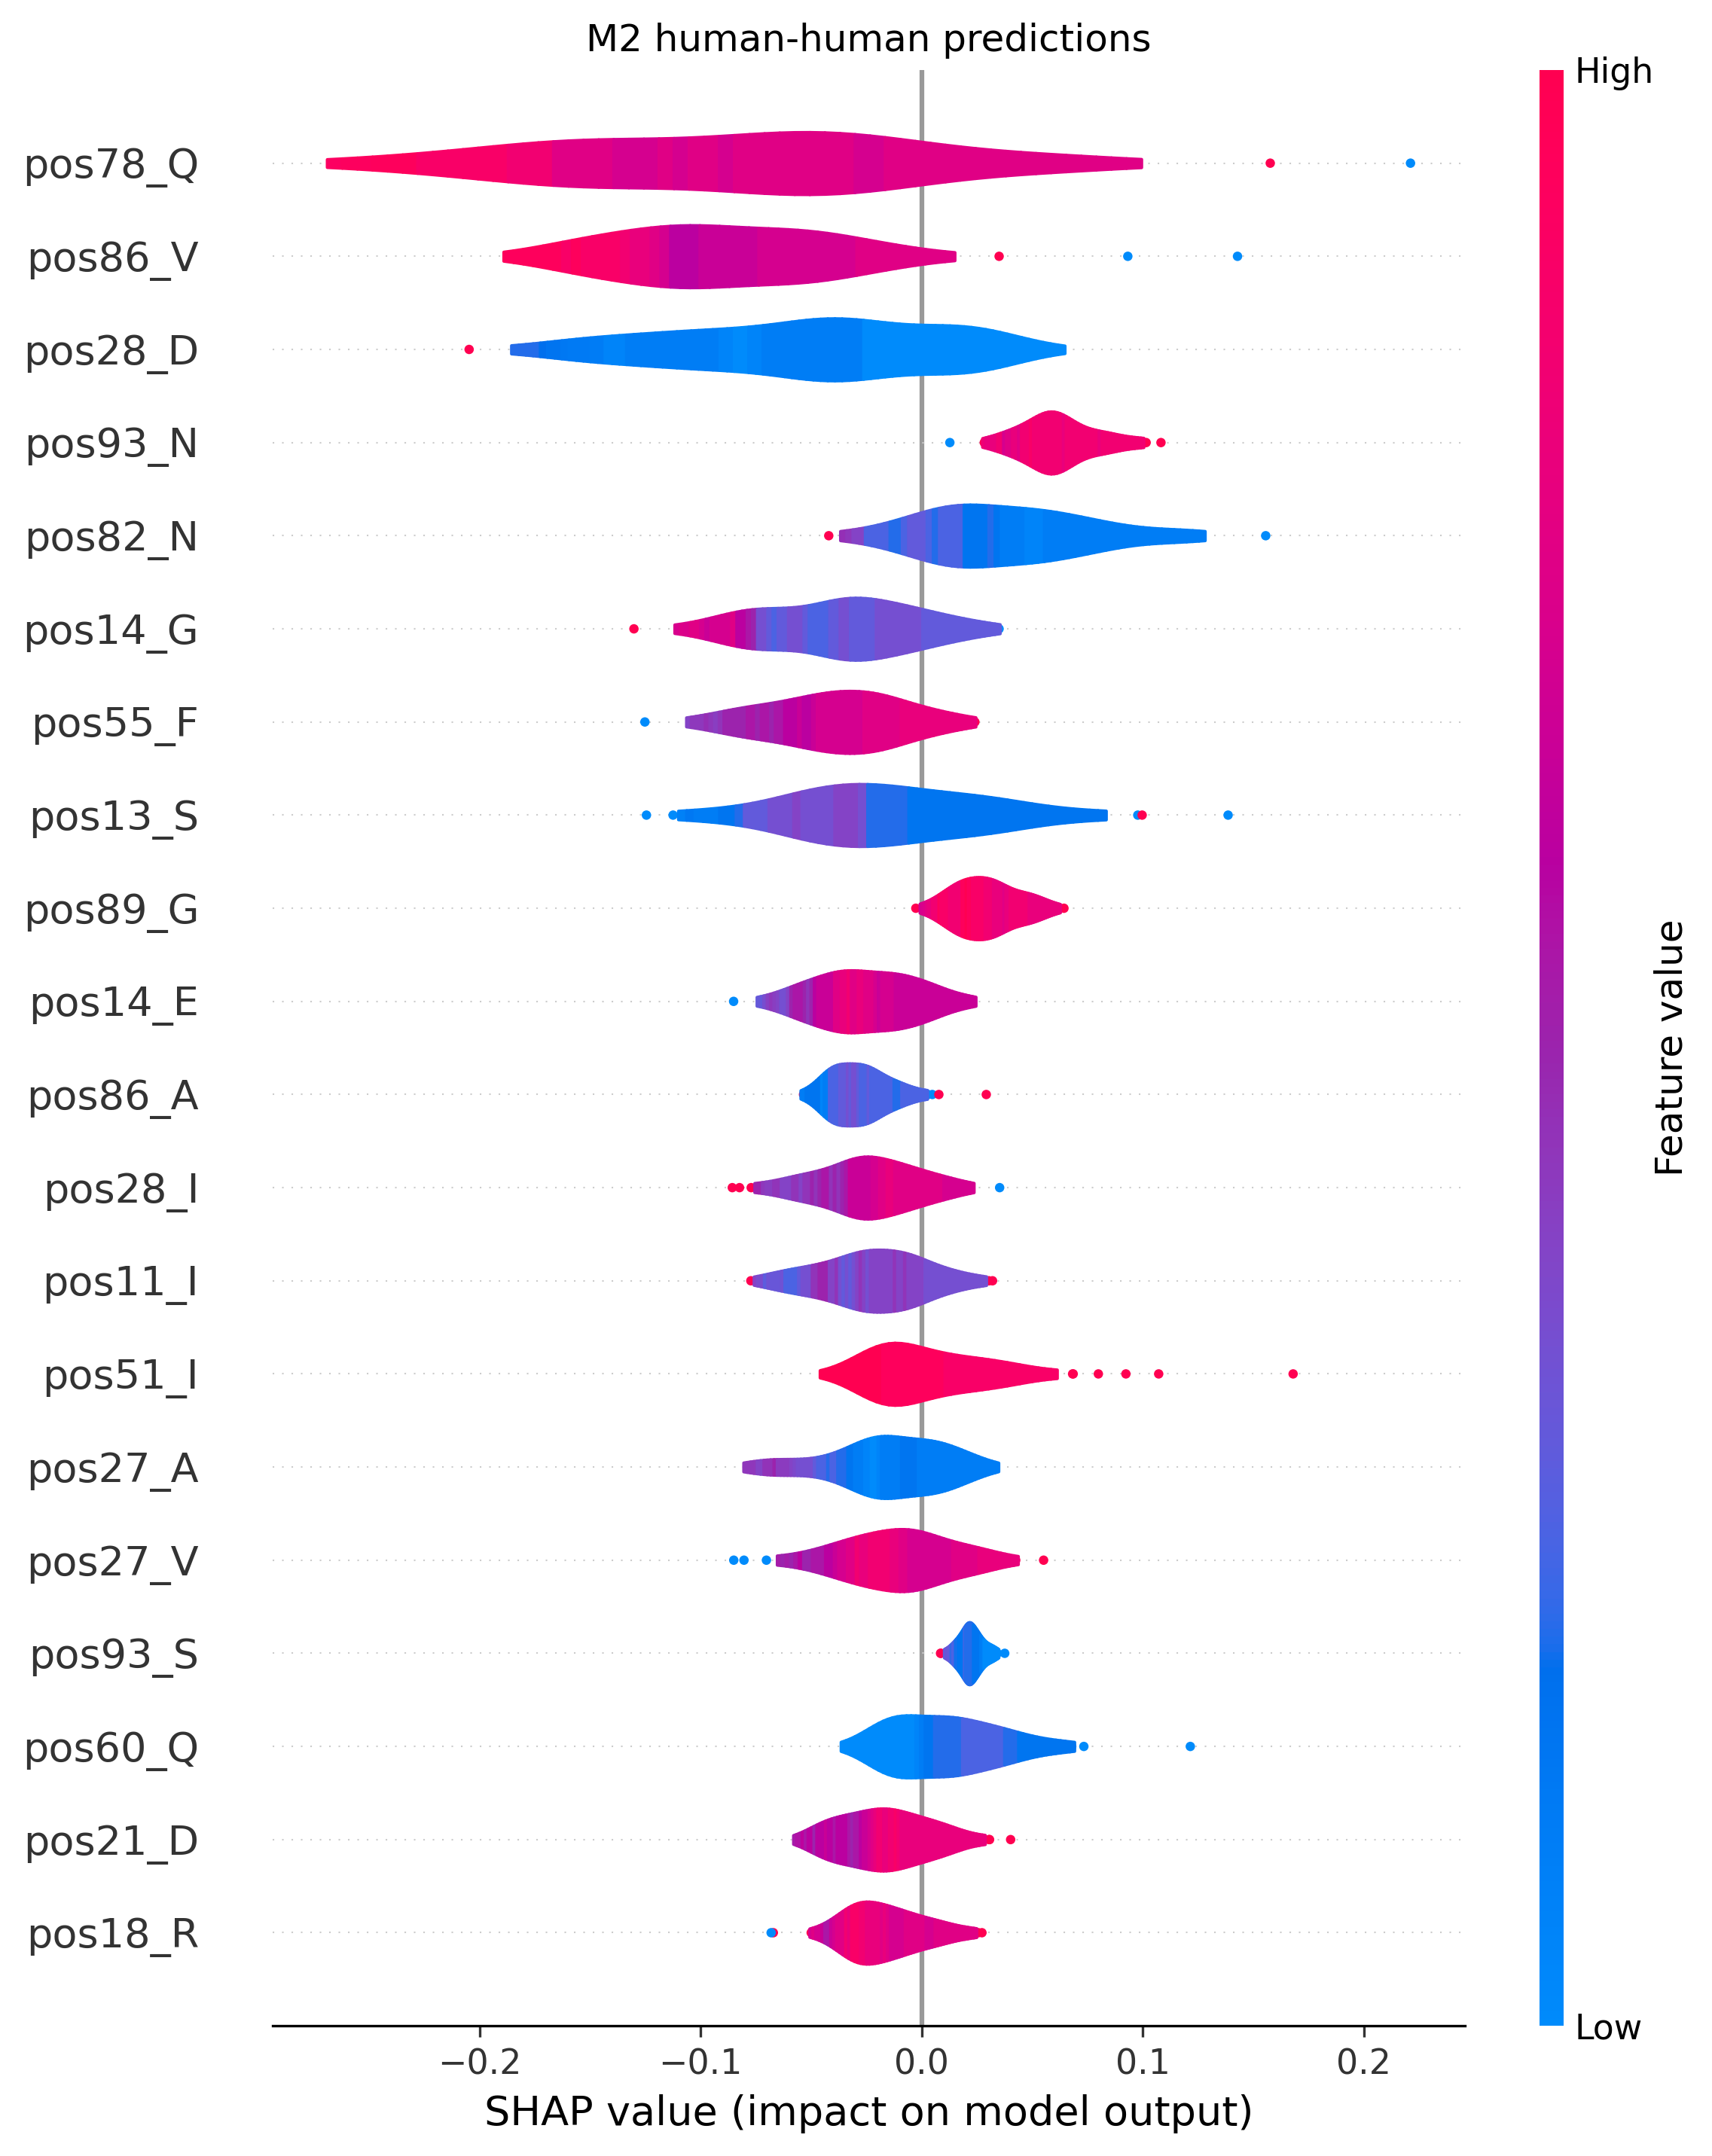 M2 human-human predictions
High
pos78_Q
pos86_V
pos28_D
pos93_N
pos82_N
pos14_G
pos55_F
pos13_S
pos89_G
pos14_E
pos86_A
pos28_I
pos11_I
pos51_I
pos27_A
pos27_V
pos93_S
pos60_Q
pos21_D
pos18_R
Feature value
Low
−0.2 −0.1 0.0 0.1 0.2
SHAP value (impact on model output)